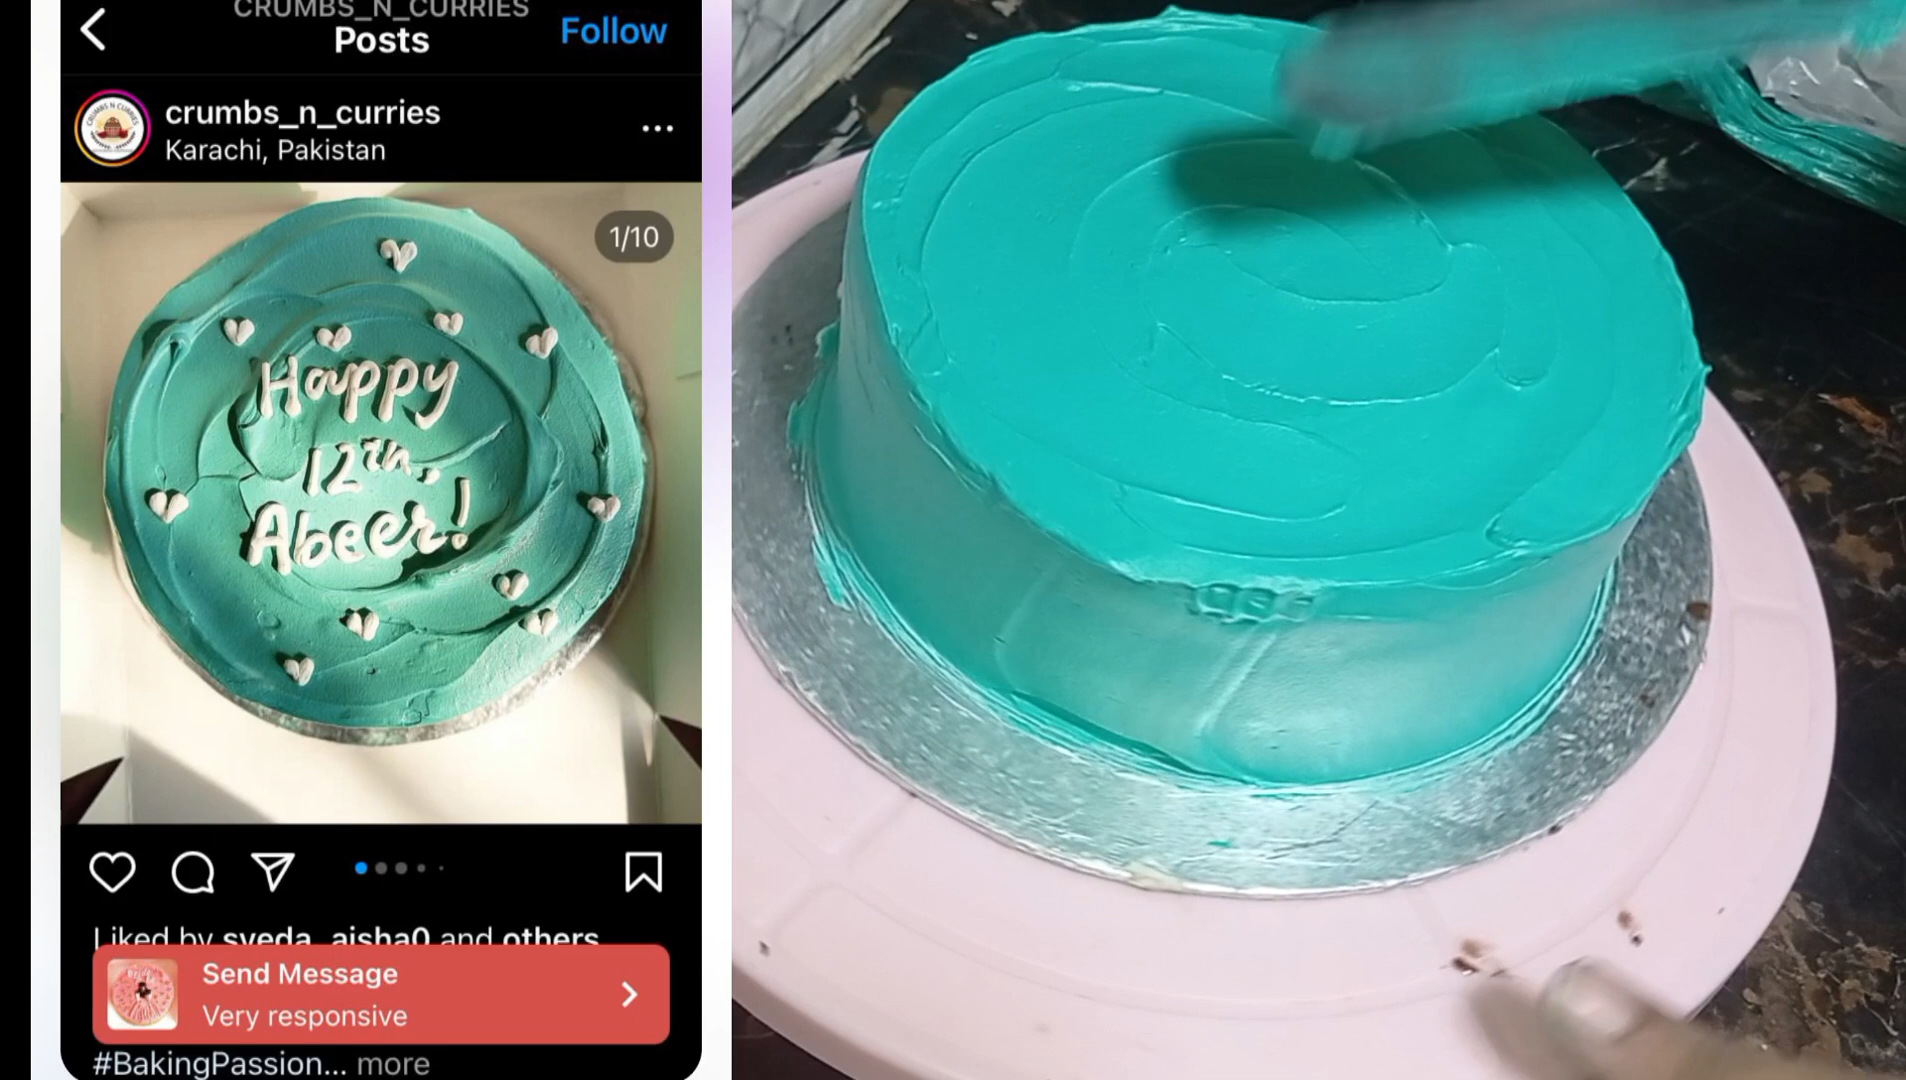 CRUMBS_N_CURRIES
Posts
Follow
crumbs_n_curries
Karachi, Pakistan
1/10
Happy
12th,
Abeer!
Liked by syeda_aisha0 and others
Send Message
Very responsive
#BakingPassion... more